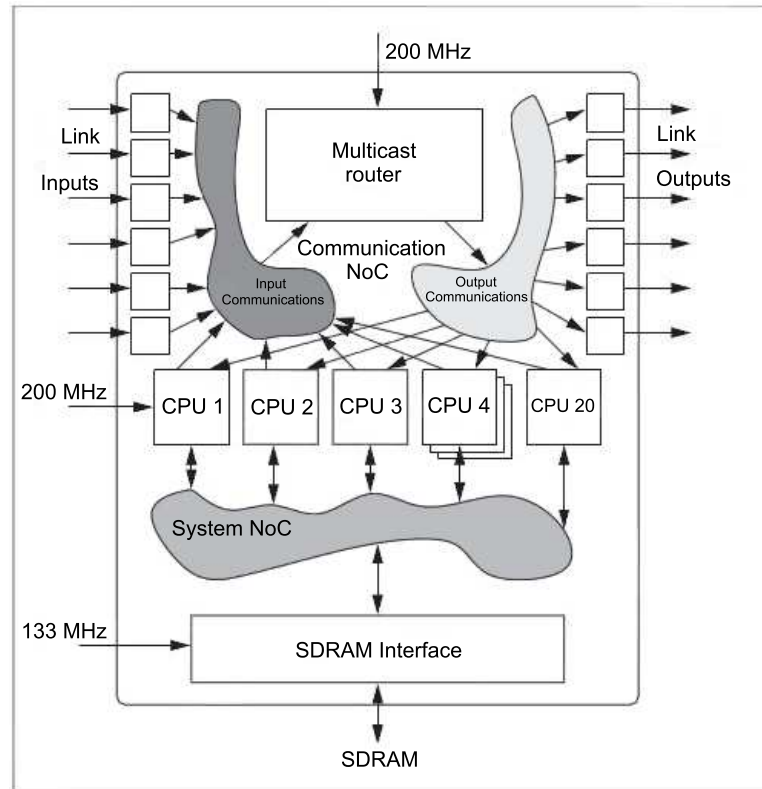 200 MHz
Link
Inputs
Multicast
router
Link
Outputs
Communication
NoC
Input
Communications
Output
Communications
200 MHz
CPU 1
CPU 2
CPU 3
CPU 4
CPU 20
System NoC
133 MHz
SDRAM Interface
SDRAM